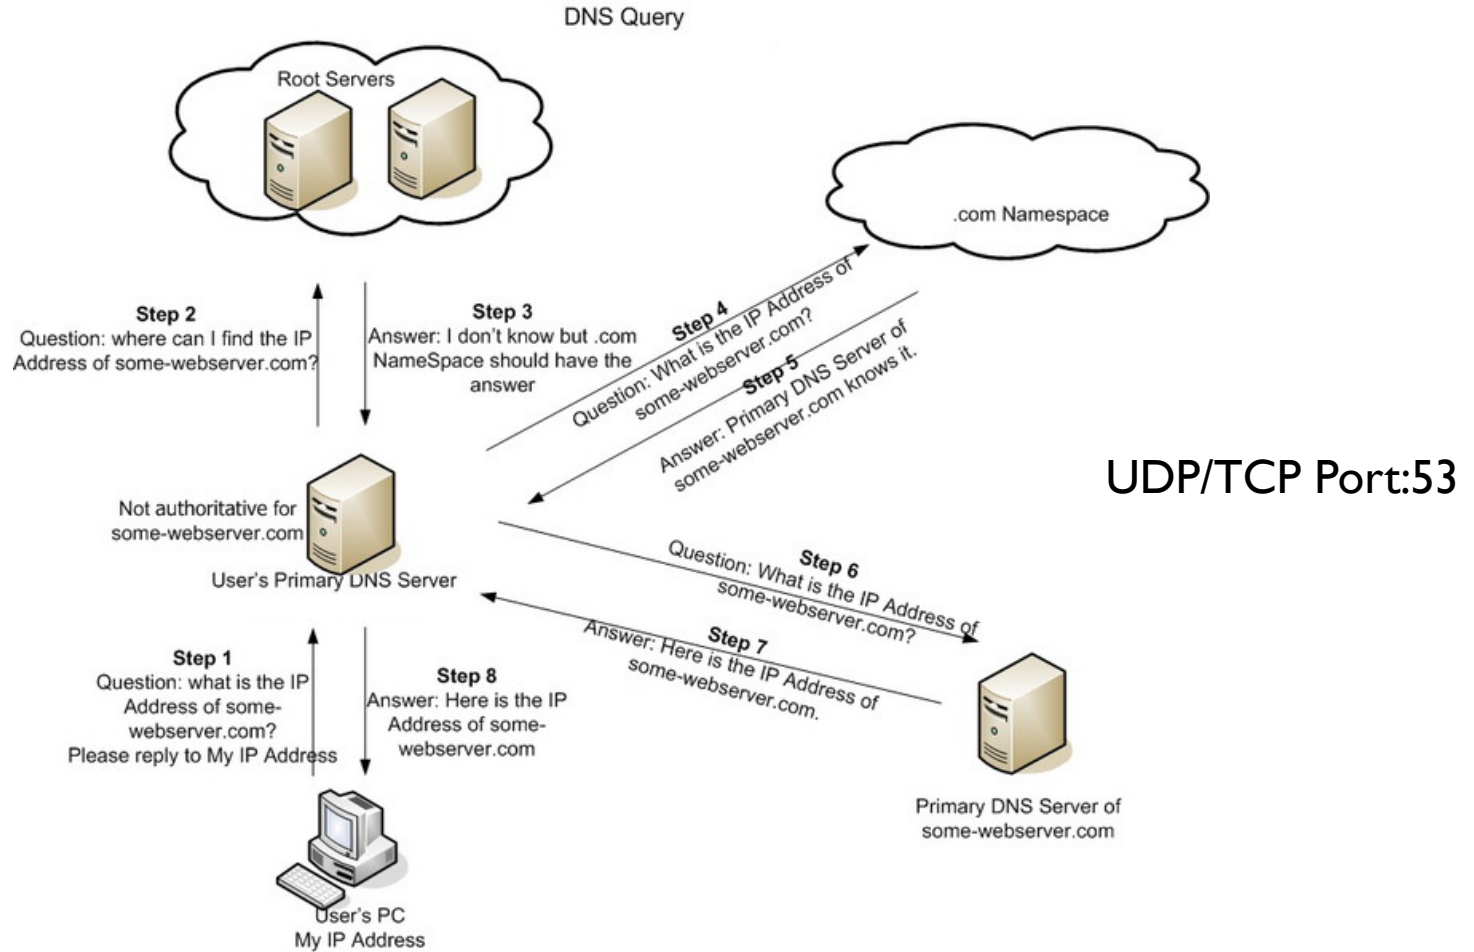 DNS Query
Root Servers
.com Namespace
Step 2
Question: where can I find the IP
Address of some-webserver.com?
Step 3
Answer: I don't know but .com
NameSpace should have the
answer
Step 4
Question: What is the IP Address of
some-webserver.com?
Step 5
Answer: Primary DNS Server of
some-webserver.com knows it.
UDP/TCP Port:53
Not authoritative for
some-webserver.com
User's Primary DNS Server
Step 6
Question: What is the IP Address of
some-webserver.com?
Step 7
Answer: Here is the IP Address of
some-webserver.com.
Step 1
Question: what is the IP
Address of some-
webserver.com?
Please reply to My IP Address
Step 8
Answer: Here is the IP
Address of some-
webserver.com
Primary DNS Server of
some-webserver.com
User's PC
My IP Address